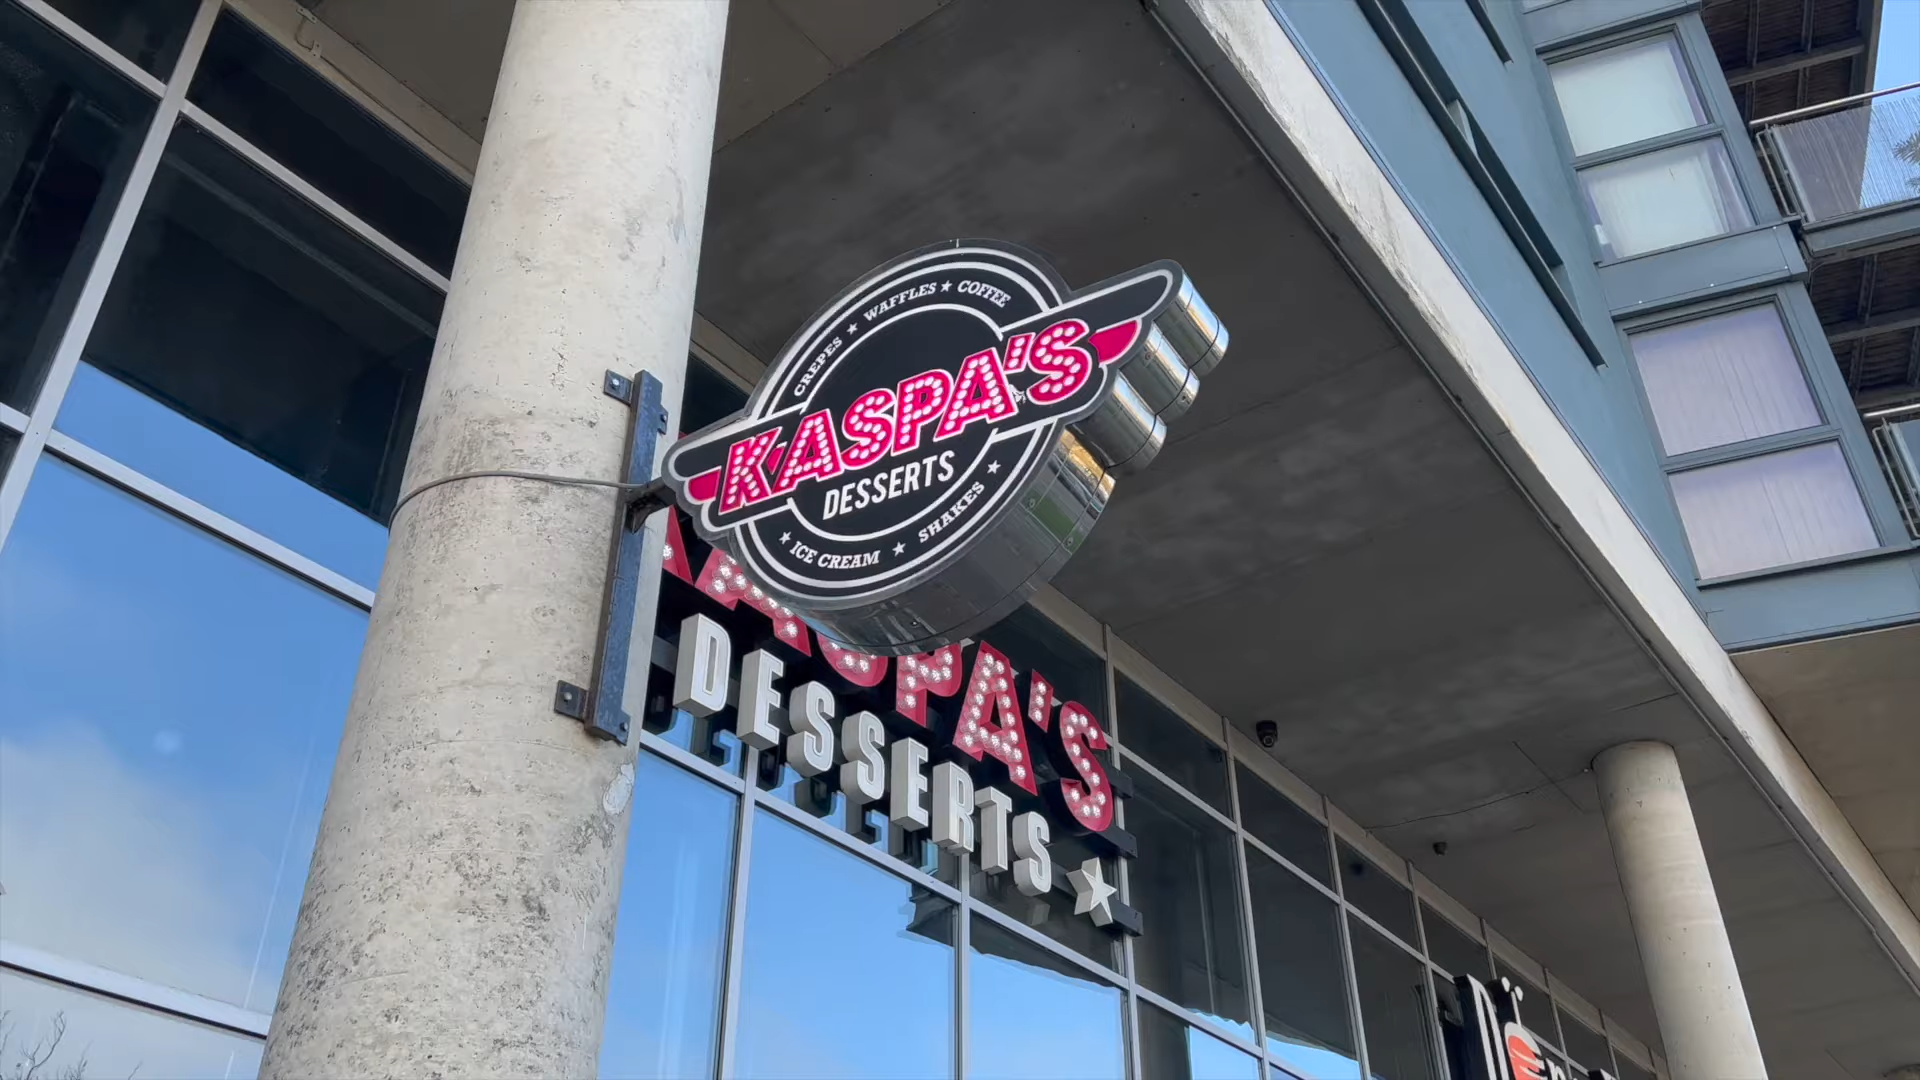 CREPES ★ WAFFLES ★ COFFEE
KASPA'S
DESSERTS
★ ICE CREAM ★ SHAKES ★
KASPA'S
DESSERTS ★